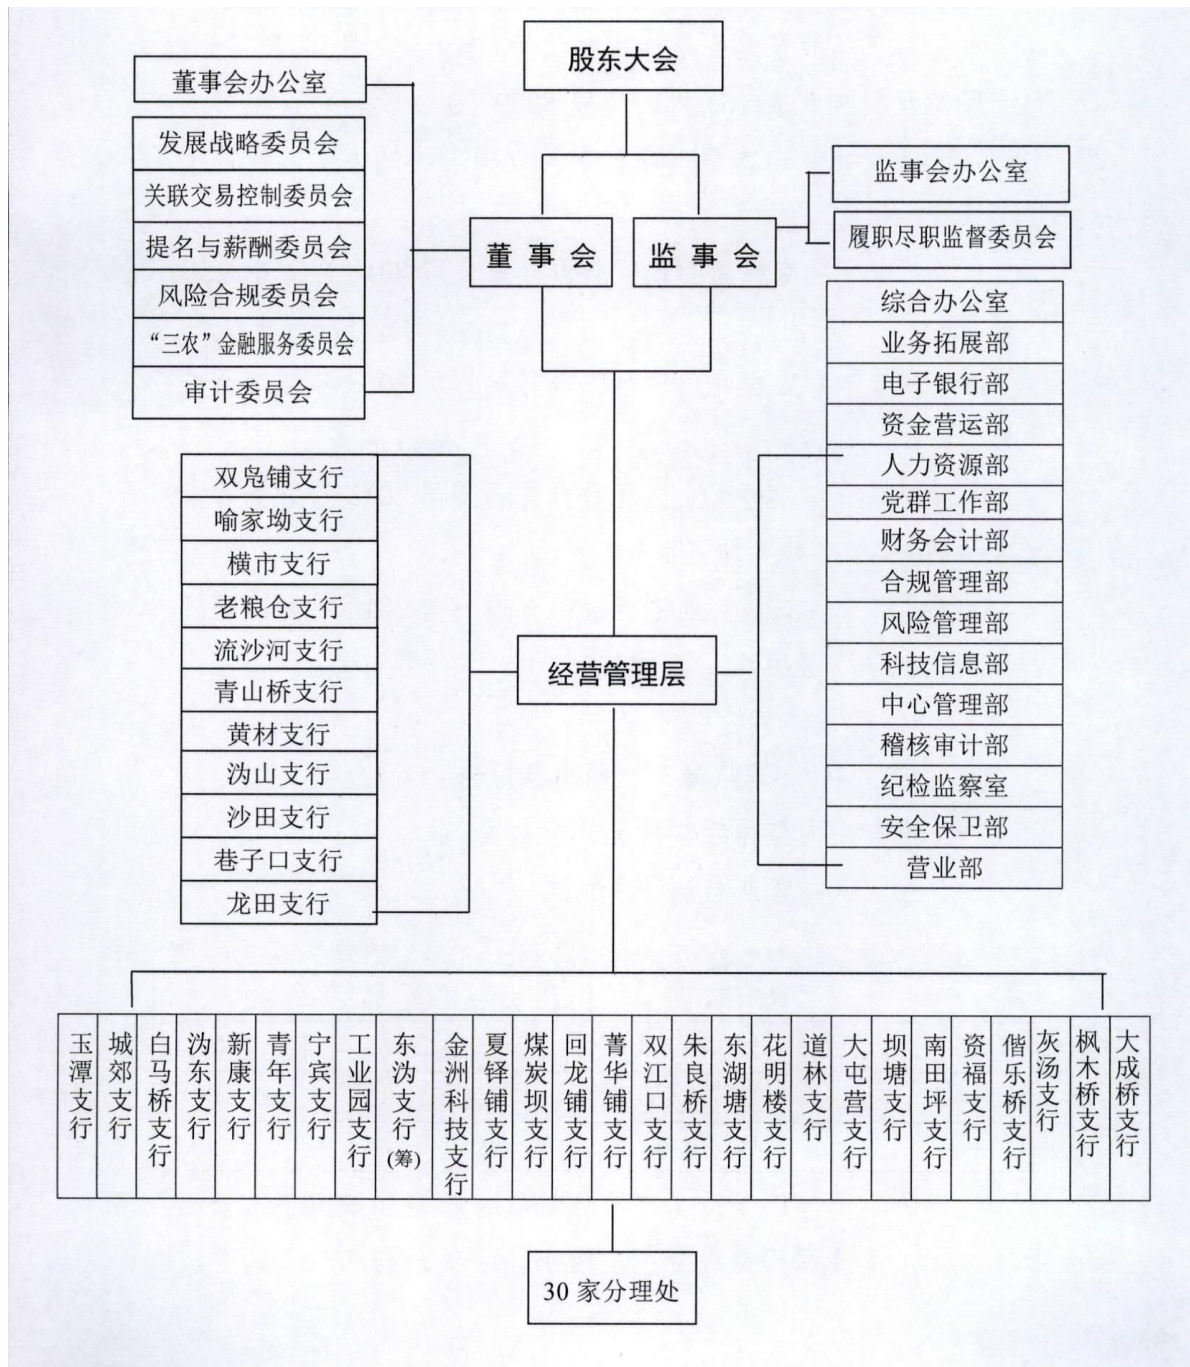 股东大会
董事会办公室
发展战略委员会
关联交易控制委员会
提名与薪酬委员会
风险合规委员会
“三农”金融服务委员会
审计委员会
董事会
监事会
监事会办公室
履职尽职监督委员会
综合办公室
业务拓展部
电子银行部
资金营运部
人力资源部
党群工作部
财务会计部
合规管理部
风险管理部
科技信息部
中心管理部
稽核审计部
纪检监察室
安全保卫部
营业部
双凫铺支行
喻家坳支行
横市支行
老粮仓支行
流沙河支行
青山桥支行
黄材支行
沩山支行
沙田支行
巷子口支行
龙田支行
经营管理层
玉潭支行
城郊支行
白马桥支行
沩东支行
新康支行
青年支行
宁宾支行
工业园支行
东沩支行(筹)
金洲科技支行
夏铎铺支行
煤炭坝支行
回龙铺支行
菁华铺支行
双江口支行
朱良桥支行
东湖塘支行
花明楼支行
道林支行
大屯营支行
坝塘支行
南田坪支行
资福支行
偕乐桥支行
灰汤支行
枫木桥支行
大成桥支行
30 家分理处